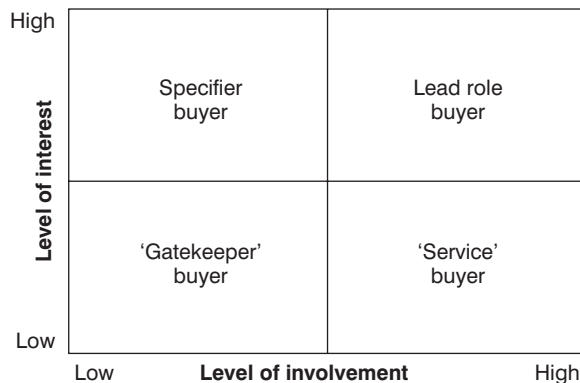 High
Specifier
buyer
Lead role
buyer
Level of interest
‘Gatekeeper’
buyer
‘Service’
buyer
Low
Low
Level of involvement
High